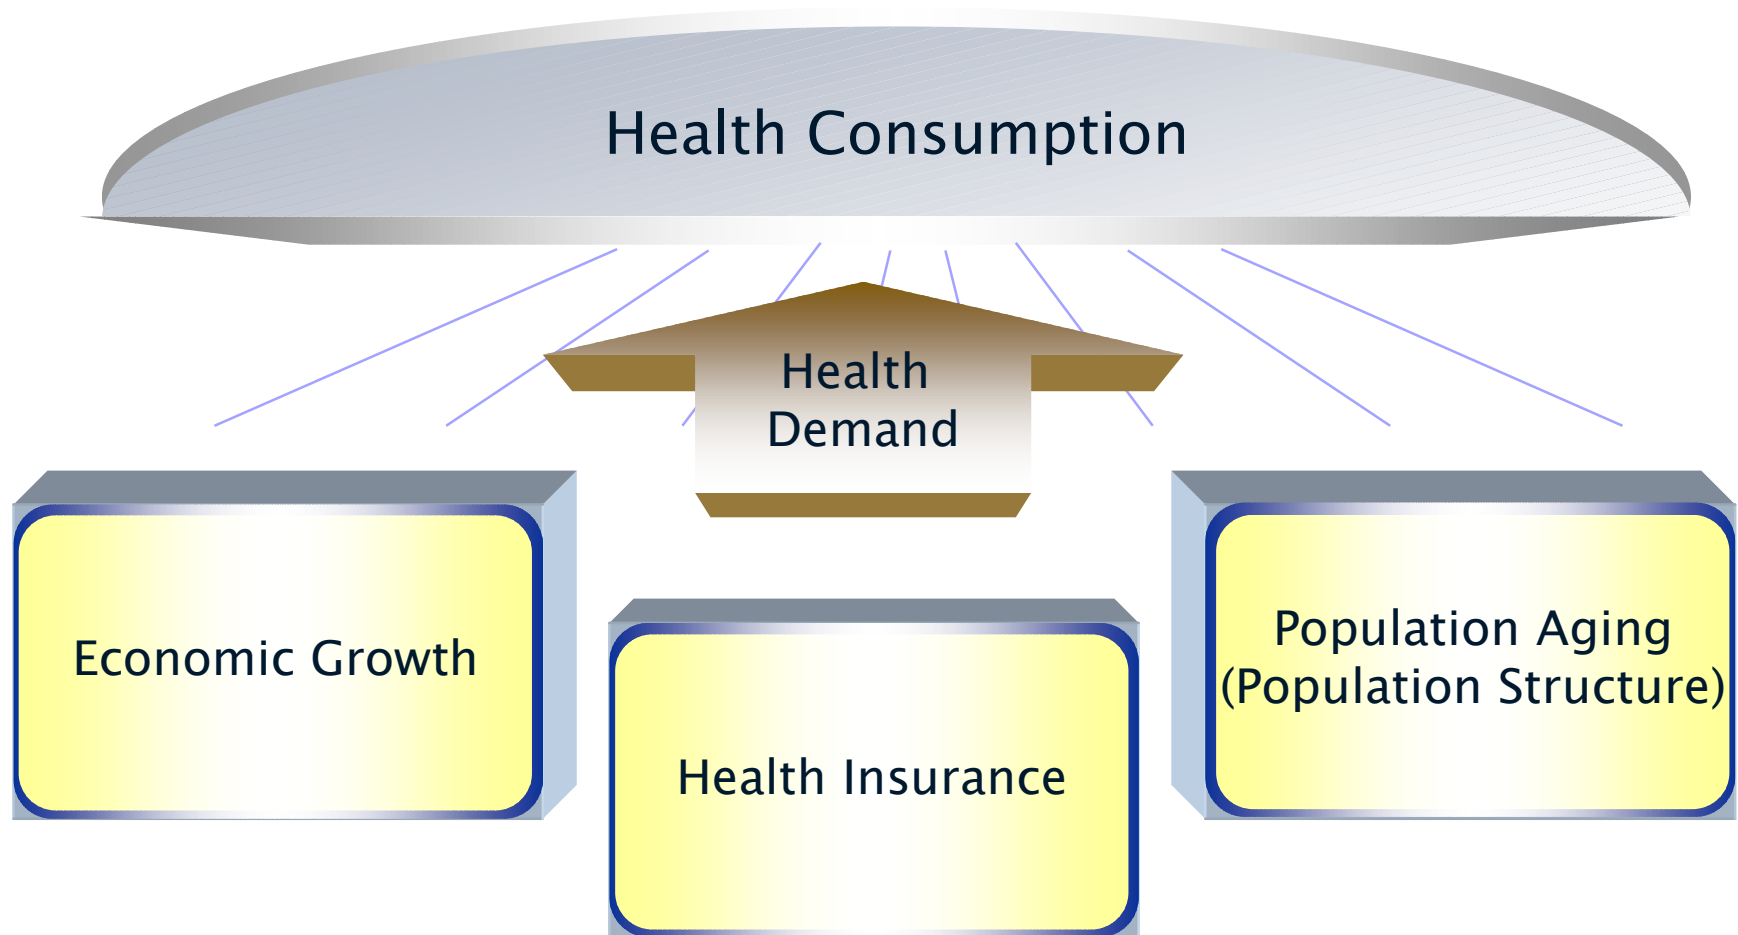 Health Consumption
Health
Demand
Economic Growth
Health Insurance
Population Aging
(Population Structure)